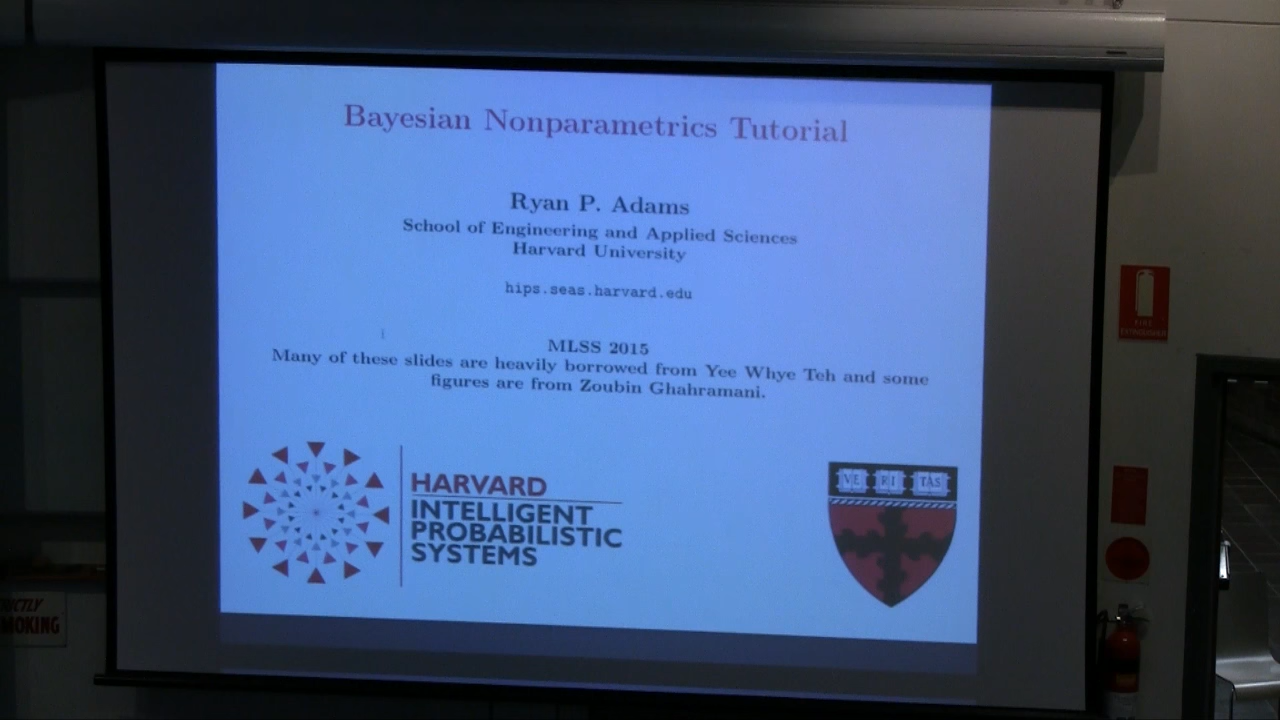 Bayesian Nonparametrics Tutorial
Ryan P. Adams
School of Engineering and Applied Sciences
Harvard University
hips.seas.harvard.edu
MLSS 2015
Many of these slides are heavily borrowed from Yee Whye Teh and some
figures are from Zoubin Ghahramani.
HARVARD
INTELLIGENT
PROBABILISTIC
SYSTEMS
VE RI TAS
FIRE
EXTINGUISHER